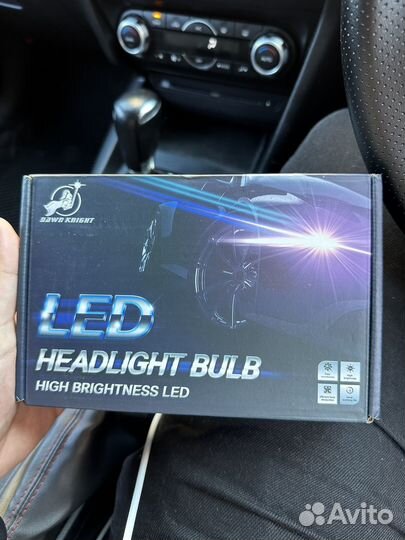 DAWN KNIGHT
LED
HEADLIGHT BULB
HIGH BRIGHTNESS LED
Avito